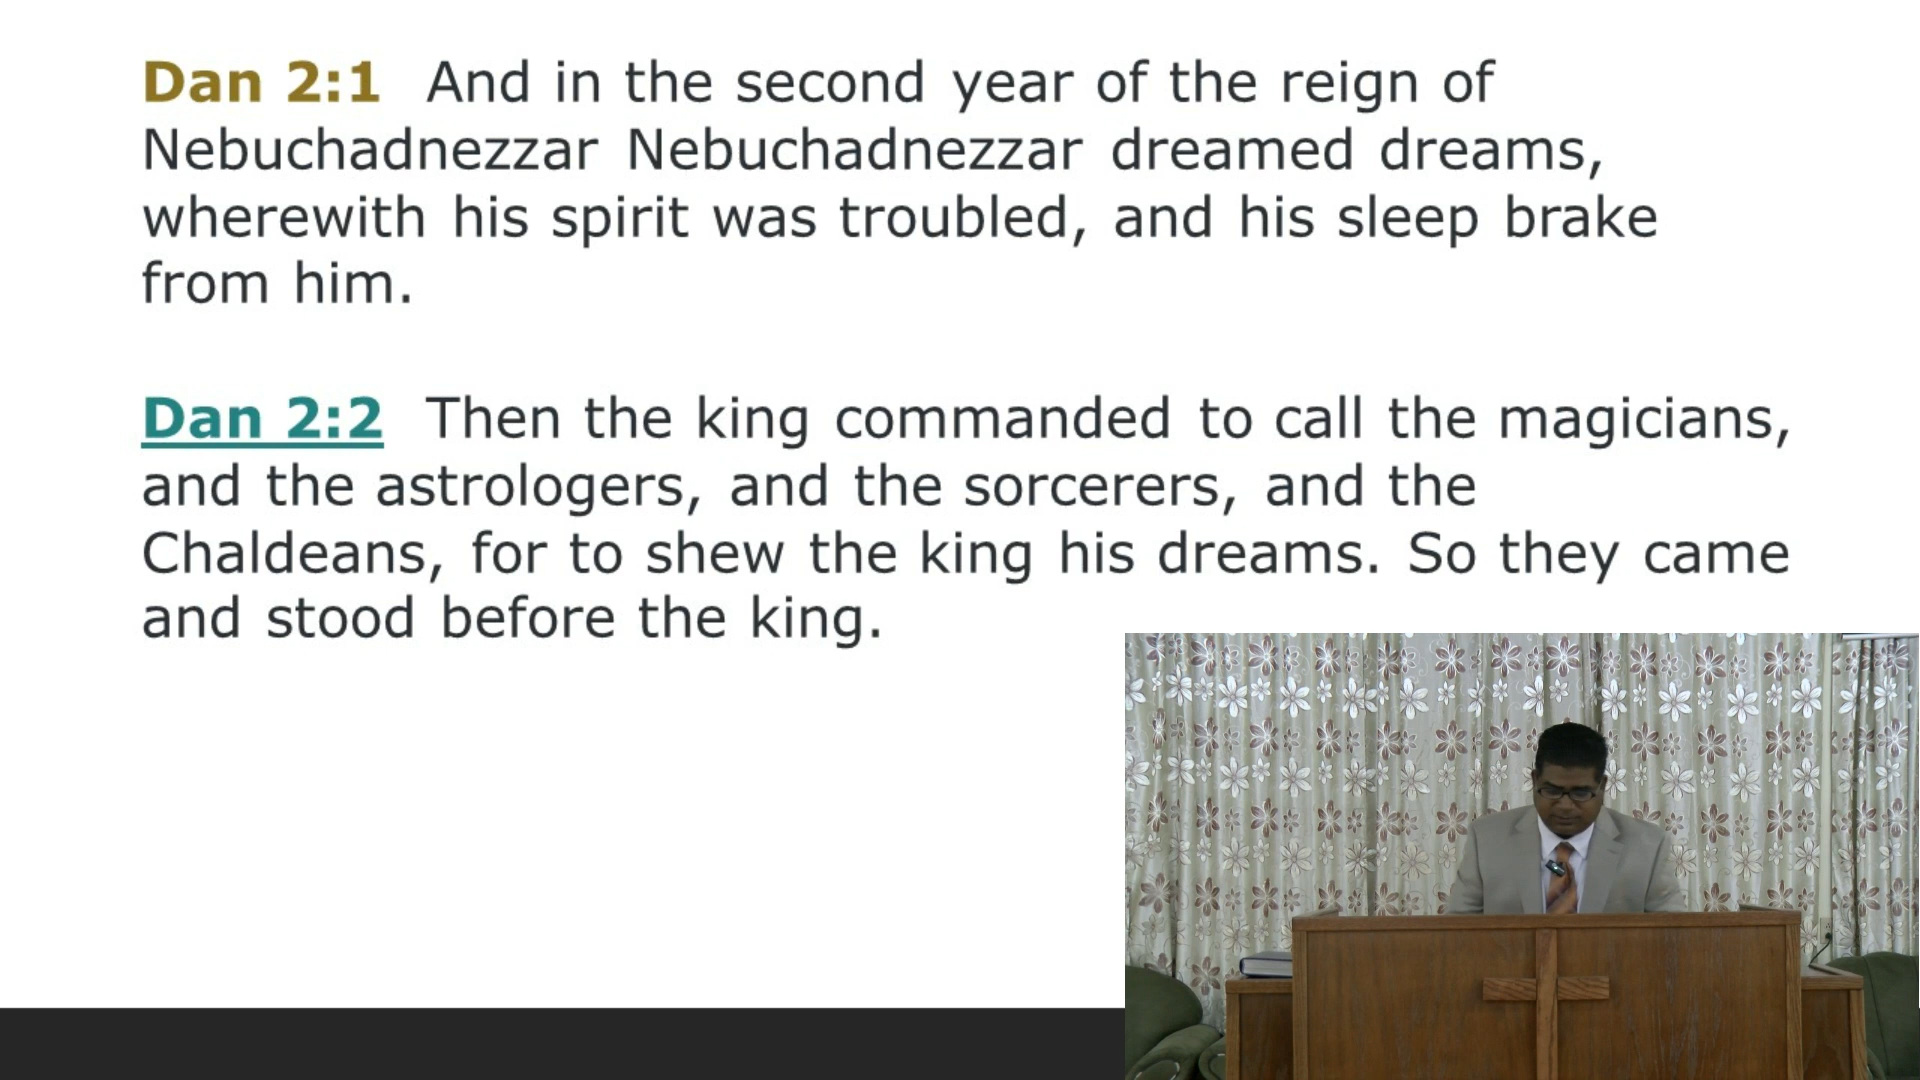 Dan 2:1 And in the second year of the reign of
Nebuchadnezzar Nebuchadnezzar dreamed dreams,
wherewith his spirit was troubled, and his sleep brake
from him.
Dan 2:2 Then the king commanded to call the magicians,
and the astrologers, and the sorcerers, and the
Chaldeans, for to shew the king his dreams. So they came
and stood before the king.